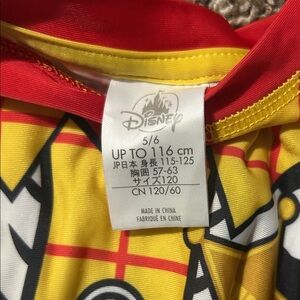 Disney
5/6
UP TO 116 cm
JP日本 身長 115-125
胸囲 57-63
サイズ120
CN 120/60
MADE IN CHINA
FABRIQUÉ EN CHINE